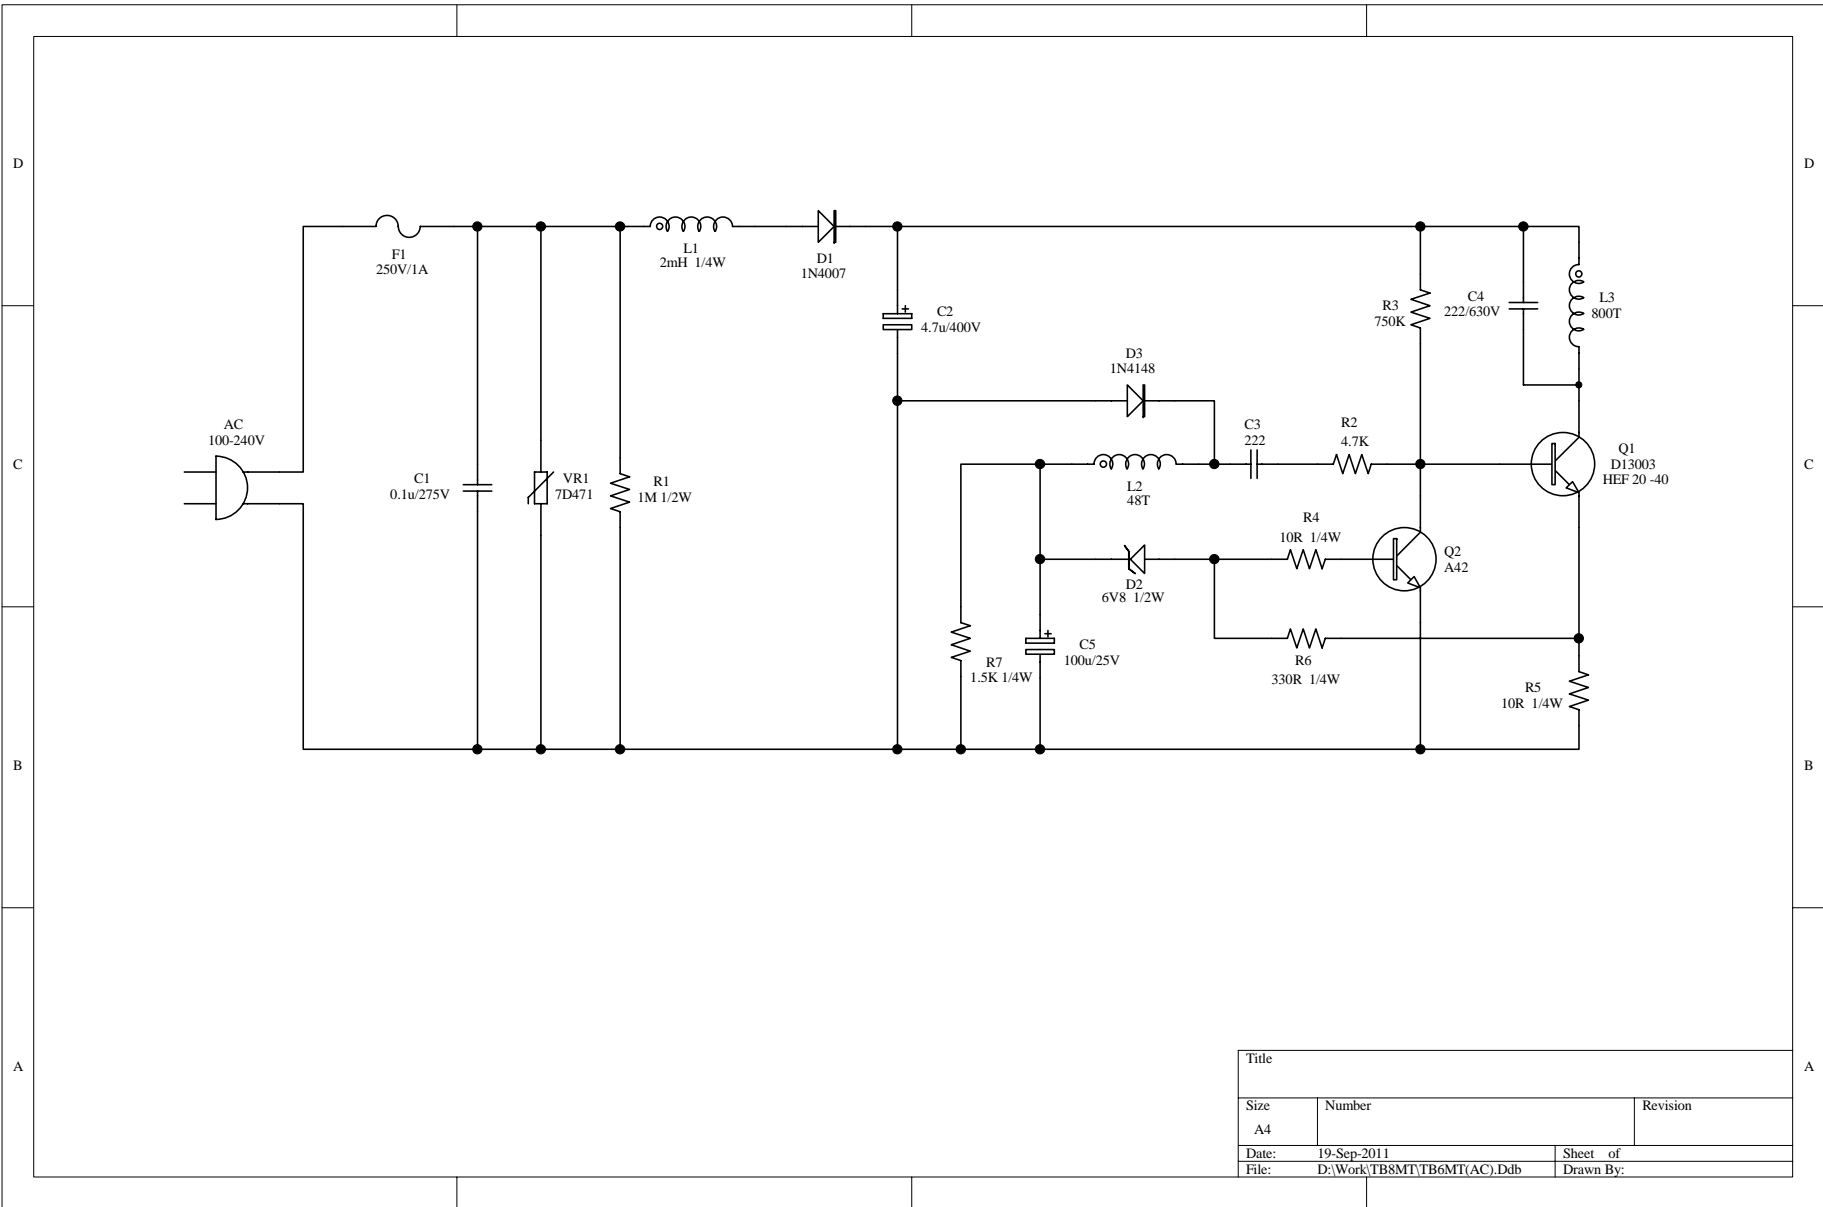 D
D
F1
250V/1A
L1
2mH 1/4W
D1
1N4007
+
C2
4.7u/400V
R3
750K
C4
222/630V
L3
800T
D3
1N4148
AC
100-240V
C
C
C1
0.1u/275V
VR1
7D471
R1
1M 1/2W
L2
48T
C3
222
R2
4.7K
Q1
D13003
HEF 20 -40
R4
10R 1/4W
Q2
A42
D2
6V8 1/2W
+
C5
100u/25V
R7
1.5K 1/4W
R6
330R 1/4W
R5
10R 1/4W
B
B
A
A
Title
Size
A4
Number
Revision
Date: 19-Sep-2011
Sheet of
File: D:\Work\TB8MT\TB6MT(AC).Ddb
Drawn By: